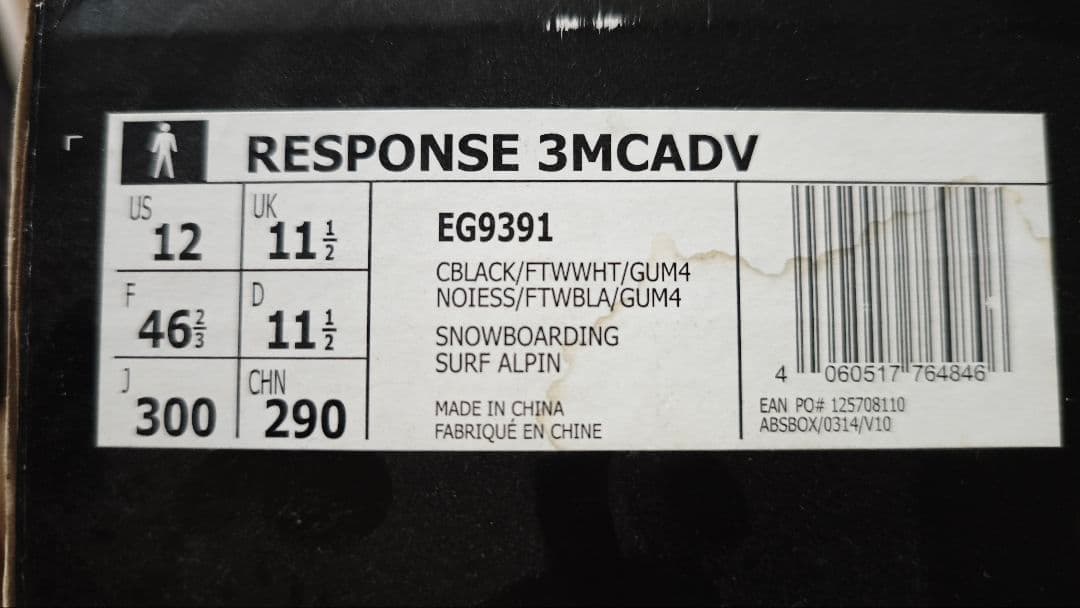 RESPONSE 3MCADV
US 12
UK 11½
F 46⅔
D 11½
J 300
CHN 290
EG9391
CBLACK/FTWWHT/GUM4
NOIESS/FTWBLA/GUM4
SNOWBOARDING
SURF ALPIN
MADE IN CHINA
FABRIQUÉ EN CHINE
4 060517 764846
EAN PO# 125708110
ABSBOX/0314/V10